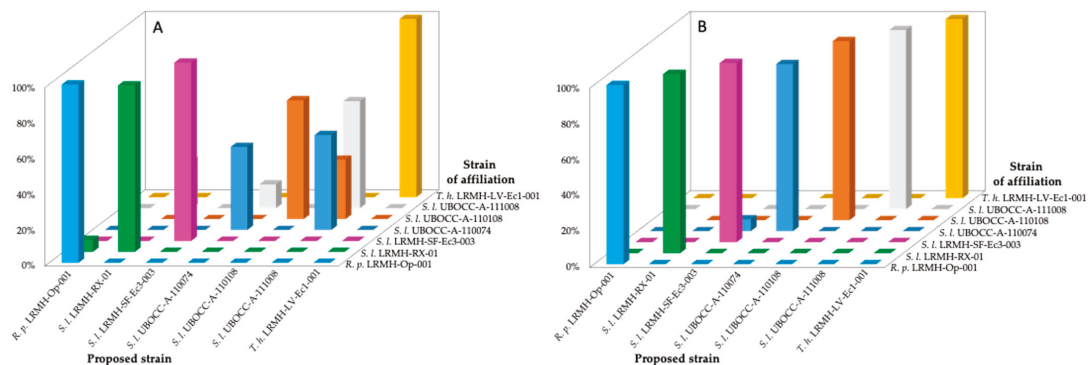 A
100%
80%
60%
40%
20%
0%
Strain
of affiliation
T. h. LRMH-LV-Ec1-001
S. l. UBOCC-A-111008
S. l. UBOCC-A-110108
S. l. UBOCC-A-110074
S. l. LRMH-SF-Ec3-003
S. l. LRMH-RX-01
R. p. LRMH-Op-001
R. p. LRMH-Op-001
S. l. LRMH-RX-01
S. l. LRMH-SF-Ec3-003
S. l. UBOCC-A-110074
S. l. UBOCC-A-110108
S. l. UBOCC-A-111008
T. h. LRMH-LV-Ec1-001
Proposed strain
B
100%
80%
60%
40%
20%
0%
Strain
of affiliation
T. h. LRMH-LV-Ec1-001
S. l. UBOCC-A-111008
S. l. UBOCC-A-110108
S. l. UBOCC-A-110074
S. l. LRMH-SF-Ec3-003
S. l. LRMH-RX-01
R. p. LRMH-Op-001
R. p. LRMH-Op-001
S. l. LRMH-RX-01
S. l. LRMH-SF-Ec3-003
S. l. UBOCC-A-110074
S. l. UBOCC-A-110108
S. l. UBOCC-A-111008
T. h. LRMH-LV-Ec1-001
Proposed strain